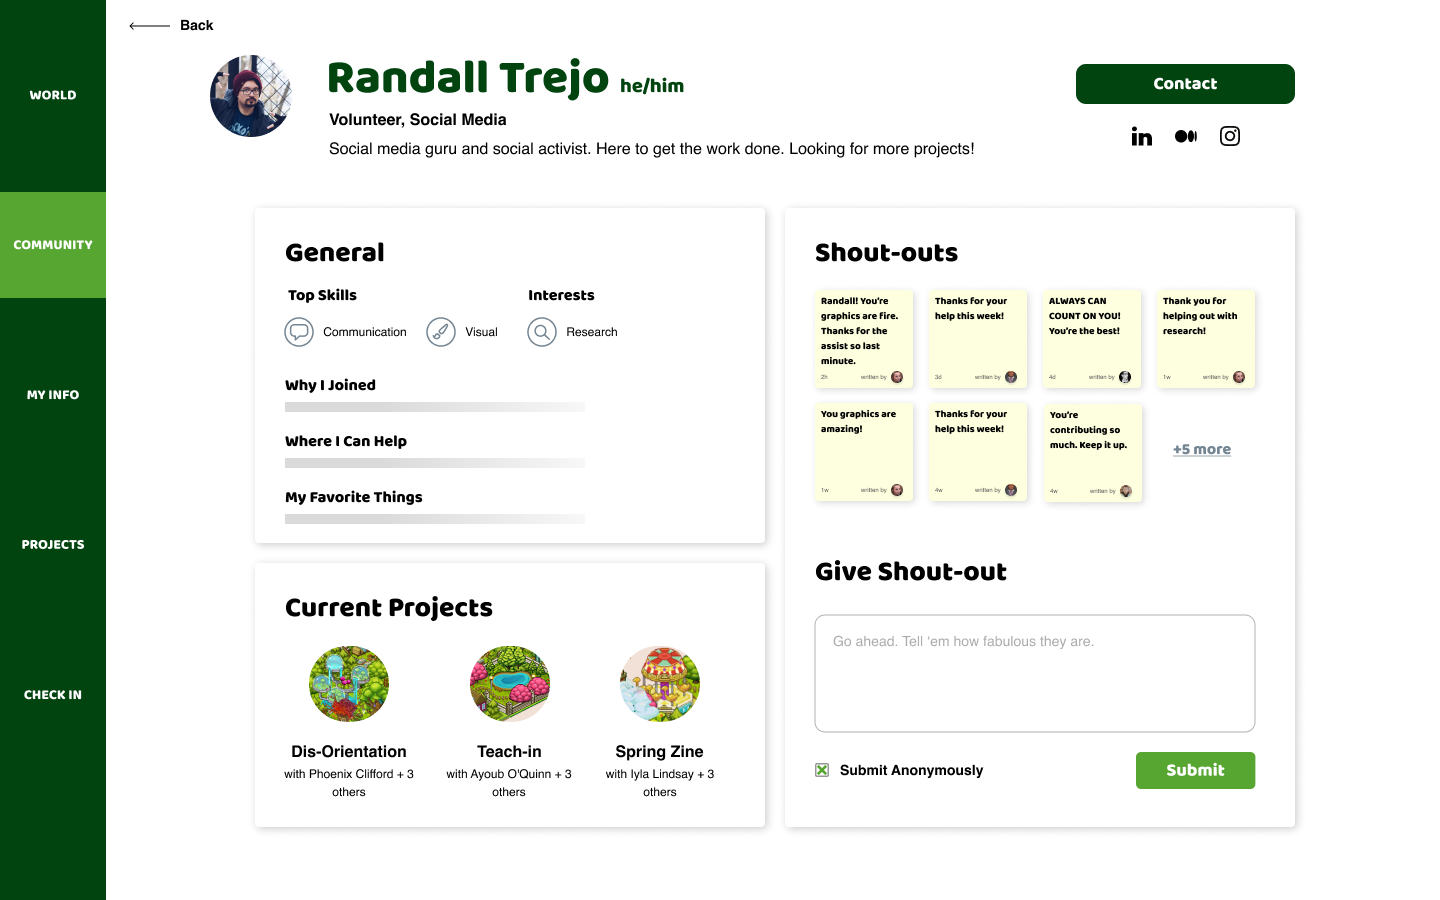 Back
WORLD
COMMUNITY
MY INFO
PROJECTS
CHECK IN
Randall Trejo he/him
Volunteer, Social Media
Social media guru and social activist. Here to get the work done. Looking for more projects!
Contact
in
General
Top Skills
Interests
Communication
Visual
Research
Why I Joined
Where I Can Help
My Favorite Things
Current Projects
Dis-Orientation
with Phoenix Clifford + 3
others
Teach-in
with Ayoub O'Quinn + 3
others
Spring Zine
with Iyla Lindsay + 3
others
Shout-outs
Randall! You're
graphics are fire.
Thanks for the
assist so last
minute.
2h written by
Thanks for your
help this week!
3d written by
ALWAYS CAN
COUNT ON YOU!
You're the best!
4d written by
Thank you for
helping out with
research!
1w written by
You graphics are
amazing!
1w written by
Thanks for your
help this week!
4w written by
You're
contributing so
much. Keep it up.
4w written by
+5 more
Give Shout-out
Go ahead. Tell ‘em how fabulous they are.
Submit Anonymously
Submit